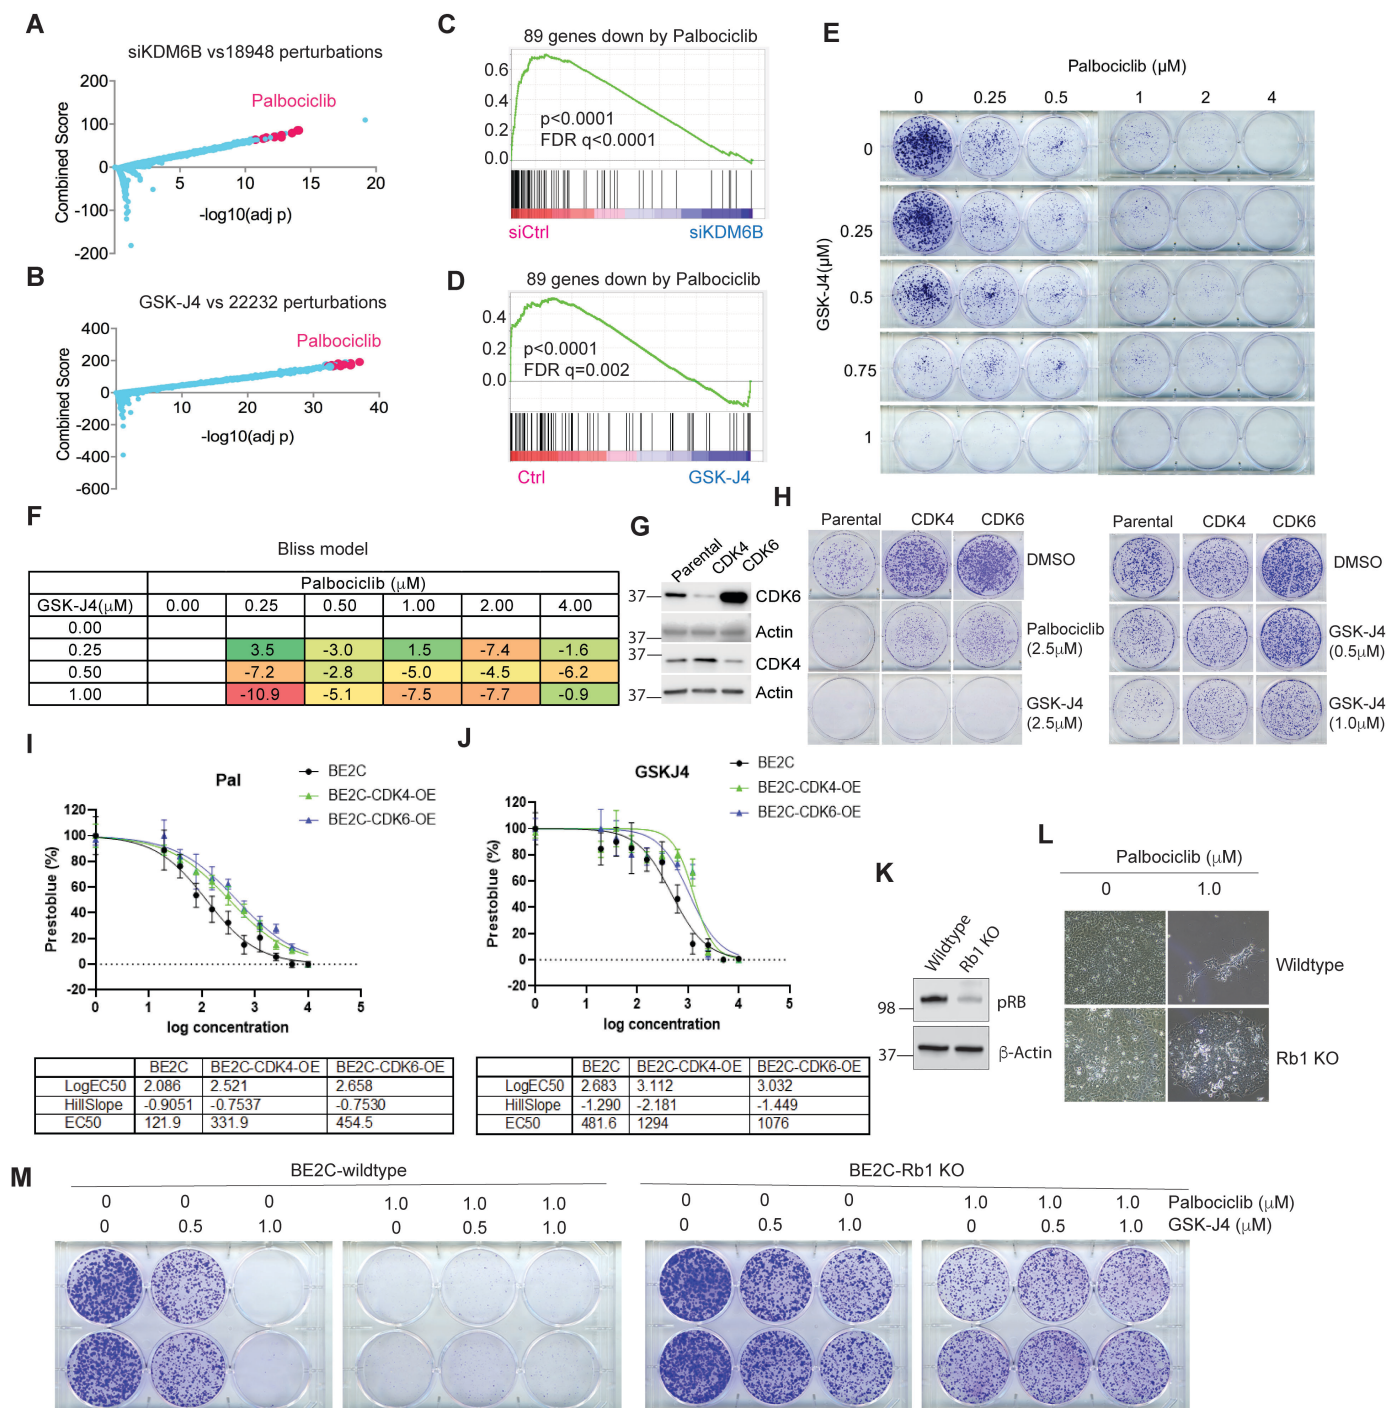 A
siKDM6B vs18948 perturbations
Combined Score
200
100
0
-100
-200
Palbociclib
5
10
15
20
-log10(adj p)
B
GSK-J4 vs 22232 perturbations
Combined Score
400
200
0
-200
-400
-600
Palbociclib
10
20
30
40
-log10(adj p)
C
89 genes down by Palbociclib
0.6
0.4
0.2
0.0
p<0.0001
FDR q<0.0001
siCtrl
siKDM6B
D
89 genes down by Palbociclib
0.4
0.2
0.0
p<0.0001
FDR q=0.002
Ctrl
GSK-J4
E
Palbociclib (µM)
0 0.25 0.5 1 2 4
GSK-J4(µM)
0
0.25
0.5
0.75
1
F
Bliss model
Palbociclib (µM)
GSK-J4(µM) 0.00 0.25 0.50 1.00 2.00 4.00
0.00
0.25 3.5 -3.0 1.5 -7.4 -1.6
0.50 -7.2 -2.8 -5.0 -4.5 -6.2
1.00 -10.9 -5.1 -7.5 -7.7 -0.9
G
Parental CDK4 CDK6
37 CDK6
37 Actin
37 CDK4
37 Actin
H
Parental CDK4 CDK6
DMSO
Palbociclib
(2.5µM)
GSK-J4
(2.5µM)
Parental CDK4 CDK6
DMSO
GSK-J4
(0.5µM)
GSK-J4
(1.0µM)
I
Pal
BE2C
BE2C-CDK4-OE
BE2C-CDK6-OE
Prestoblue (%)
120
100
80
60
40
20
0
-20
0 1 2 3 4 5
log concentration
BE2C BE2C-CDK4-OE BE2C-CDK6-OE
LogEC50 2.086 2.521 2.658
HillSlope -0.9051 -0.7537 -0.7530
EC50 121.9 331.9 454.5
J
GSKJ4
BE2C
BE2C-CDK4-OE
BE2C-CDK6-OE
Prestoblue (%)
120
100
80
60
40
20
0
-20
0 1 2 3 4 5
log concentration
BE2C BE2C-CDK4-OE BE2C-CDK6-OE
LogEC50 2.683 3.112 3.032
HillSlope -1.290 -2.181 -1.449
EC50 481.6 1294 1076
K
Wildtype Rb1 KO
98 pRB
37 β-Actin
L
Palbociclib (µM)
0 1.0
Wildtype
Rb1 KO
M
BE2C-wildtype
BE2C-Rb1 KO
0 0 0 1.0 1.0 1.0 0 0 0 1.0 1.0 1.0 Palbociclib (µM)
0 0.5 1.0 0 0.5 1.0 0 0.5 1.0 0 0.5 1.0 GSK-J4 (µM)